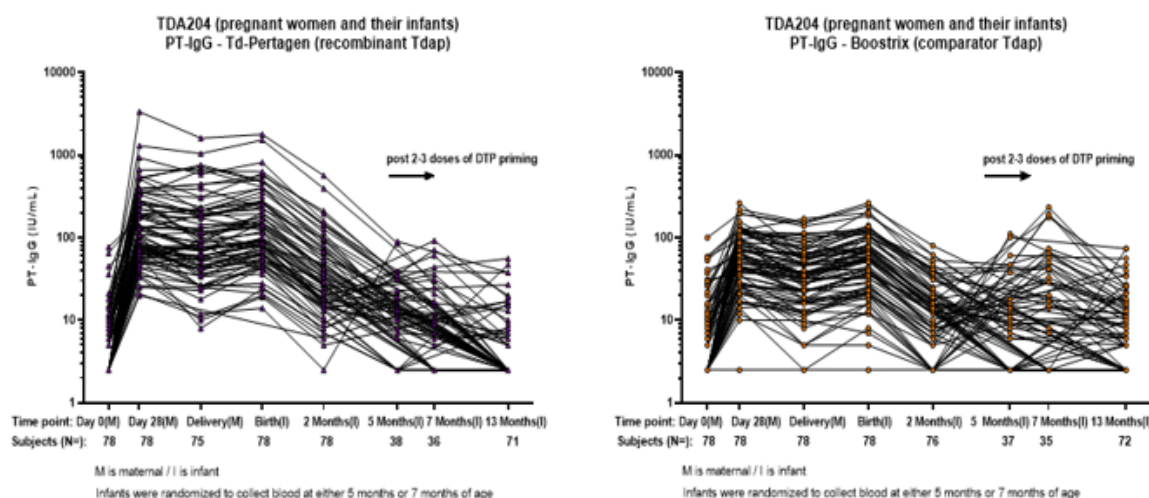 TDA204 (pregnant women and their infants)
PT-IgG - Td-Pertagen (recombinant Tdap)
PT-IgG (IU/mL)
10000
1000
100
10
1
post 2-3 doses of DTP priming
Time point: Day 0(M) Day 28(M) Delivery(M) Birth(I) 2 Months(I) 5 Months(I) 7 Months(I) 13 Months(I)
Subjects (N=): 78 78 75 78 78 38 36 71
M is maternal / I is infant
Infants were randomized to collect blood at either 5 months or 7 months of age
TDA204 (pregnant women and their infants)
PT-IgG - Boostrix (comparator Tdap)
PT-IgG (IU/mL)
10000
1000
100
10
1
post 2-3 doses of DTP priming
Time point: Day 0(M) Day 28(M) Delivery(M) Birth(I) 2 Months(I) 5 Months(I) 7 Months(I) 13 Months(I)
Subjects (N=): 78 78 78 78 76 37 35 72
M is maternal / I is infant
Infants were randomized to collect blood at either 5 months or 7 months of age